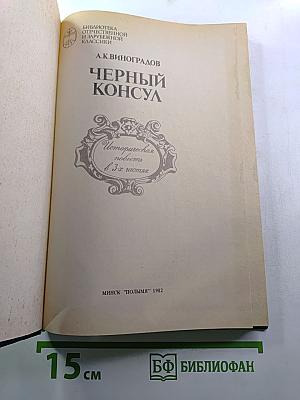 БИБЛИОТЕКА
ОТЕЧЕСТВЕННОЙ
И ЗАРУБЕЖНОЙ
КЛАССИКИ
А.К.ВИНОГРАДОВ
ЧЕРНЫЙ
КОНСУЛ
Историческая
повесть
в 3-х частях
МИНСК "ПОЛЫМЯ" 1982
15 см
БФ БИБЛИОФАН